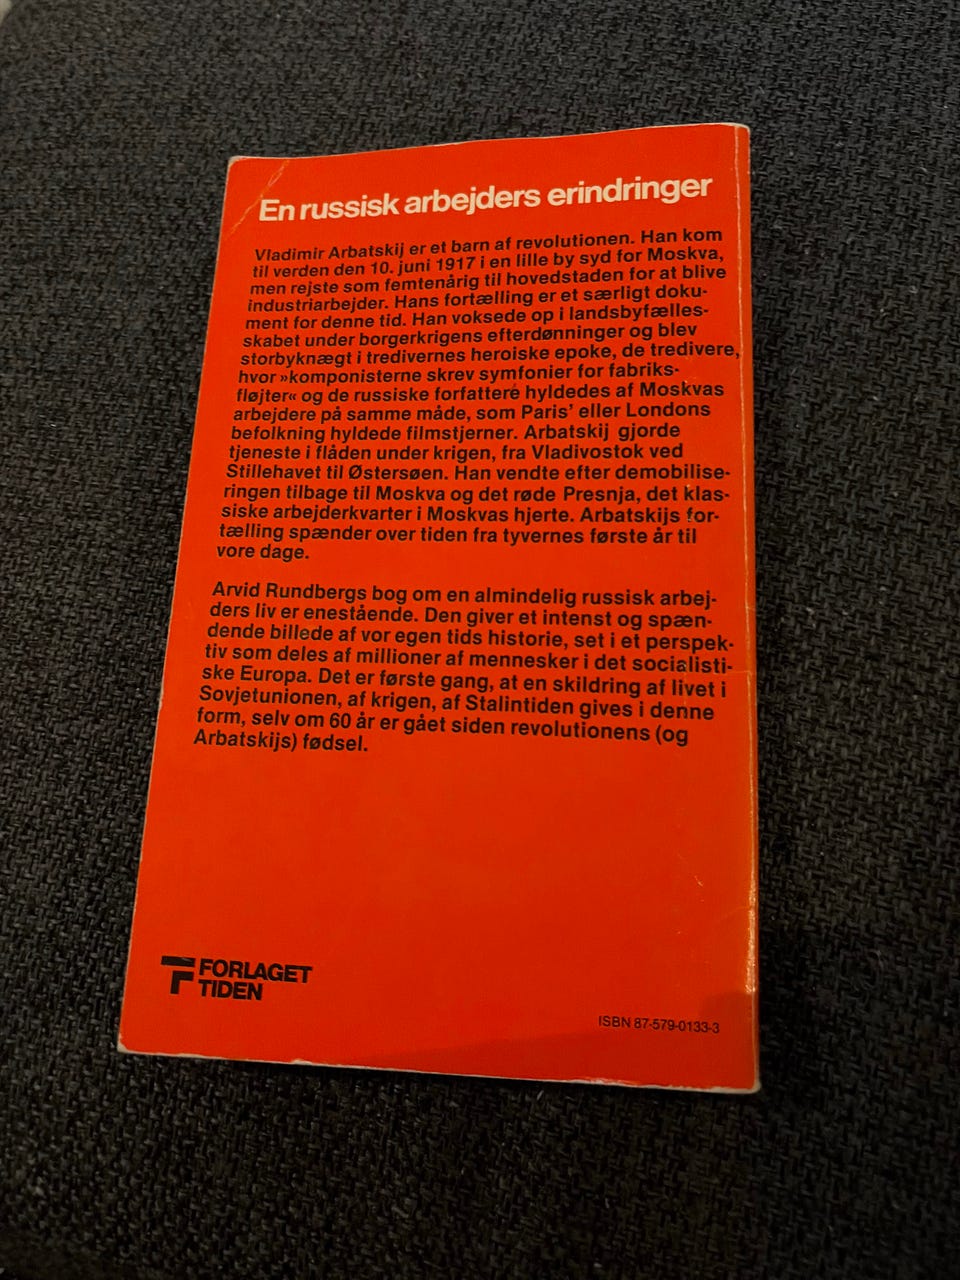 En russisk arbejders erindringer
Vladimir Arbatskij er et barn af revolutionen. Han kom
til verden den 10. juni 1917 i en lille by syd for Moskva,
men rejste som femtenårig til hovedstaden for at blive
industriarbejder. Hans fortælling er et særligt doku-
ment for denne tid. Han voksede op i landsbyfælles-
skabet under borgerkrigens efterdønninger og blev
storbyknægt i tredivernes heroiske epoke, de tredivere,
hvor »komponisterne skrev symfonier for fabriks-
fløjter« og de russiske forfattere hyldedes af Moskvas
arbejdere på samme måde, som Paris' eller Londons
befolkning hyldede filmstjerner. Arbatskij gjorde
tjeneste i flåden under krigen, fra Vladivostok ved
Stillehavet til Østersøen. Han vendte efter demobilise-
ringen tilbage til Moskva og det røde Presnja, det klas-
siske arbejderkvarter i Moskvas hjerte. Arbatskijs for-
tælling spænder over tiden fra tyvernes første år til
vore dage.
Arvid Rundbergs bog om en almindelig russisk arbej-
ders liv er enestående. Den giver et intenst og spæn-
dende billede af vor egen tids historie, set i et perspek-
tiv som deles af millioner af mennesker i det socialisti-
ske Europa. Det er første gang, at en skildring af livet i
Sovjetunionen, af krigen, af Stalintiden gives i denne
form, selv om 60 år er gået siden revolutionens (og
Arbatskijs) fødsel.
FORLAGET
TIDEN
ISBN 87-579-0133-3